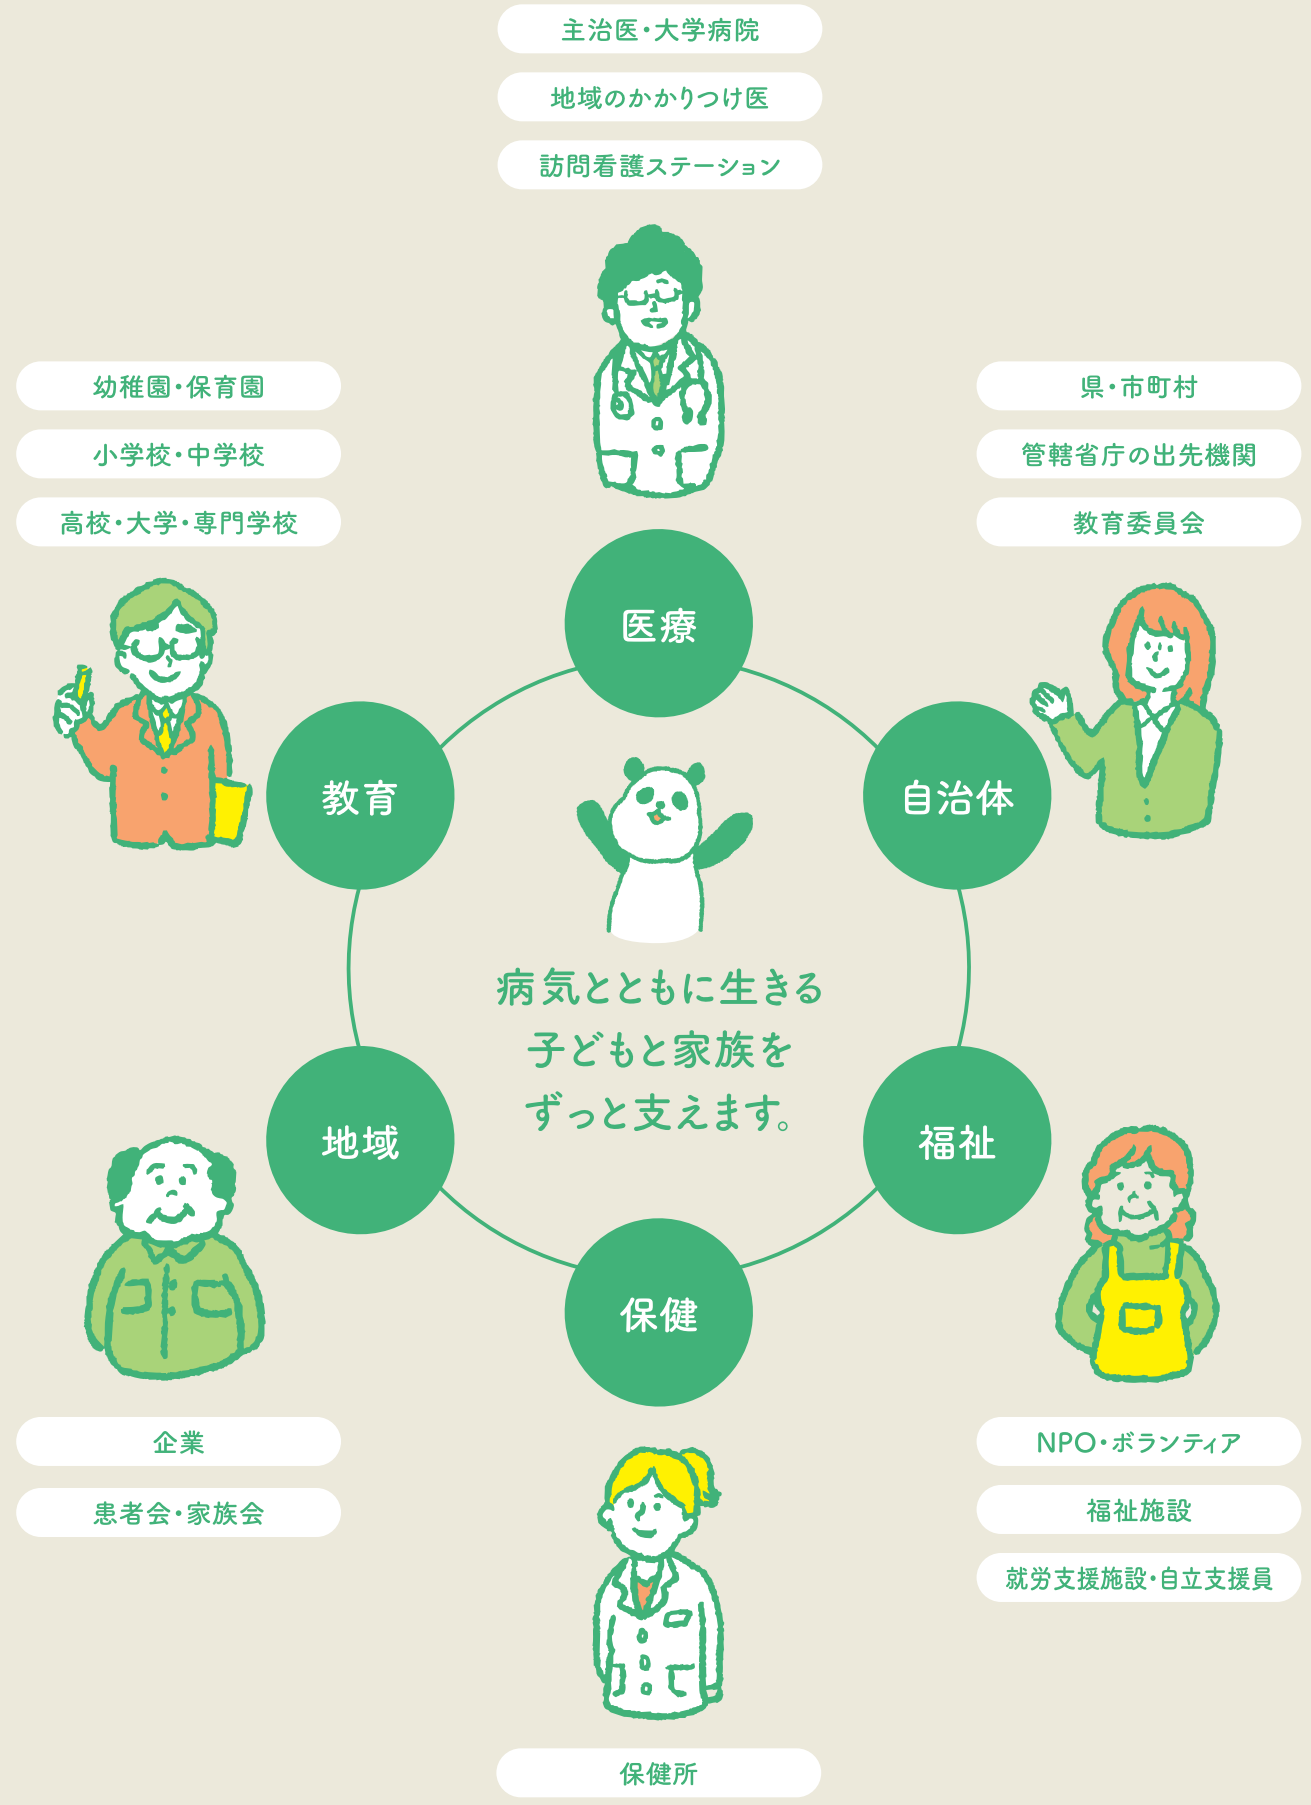 主治医・大学病院
地域のかかりつけ医
訪問看護ステーション
幼稚園・保育園
小学校・中学校
高校・大学・専門学校
県・市町村
管轄省庁の出先機関
教育委員会
医療
教育
自治体
病気とともに生きる
子どもと家族を
ずっと支えます。
地域
福祉
保健
企業
患者会・家族会
NPO・ボランティア
福祉施設
就労支援施設・自立支援員
保健所